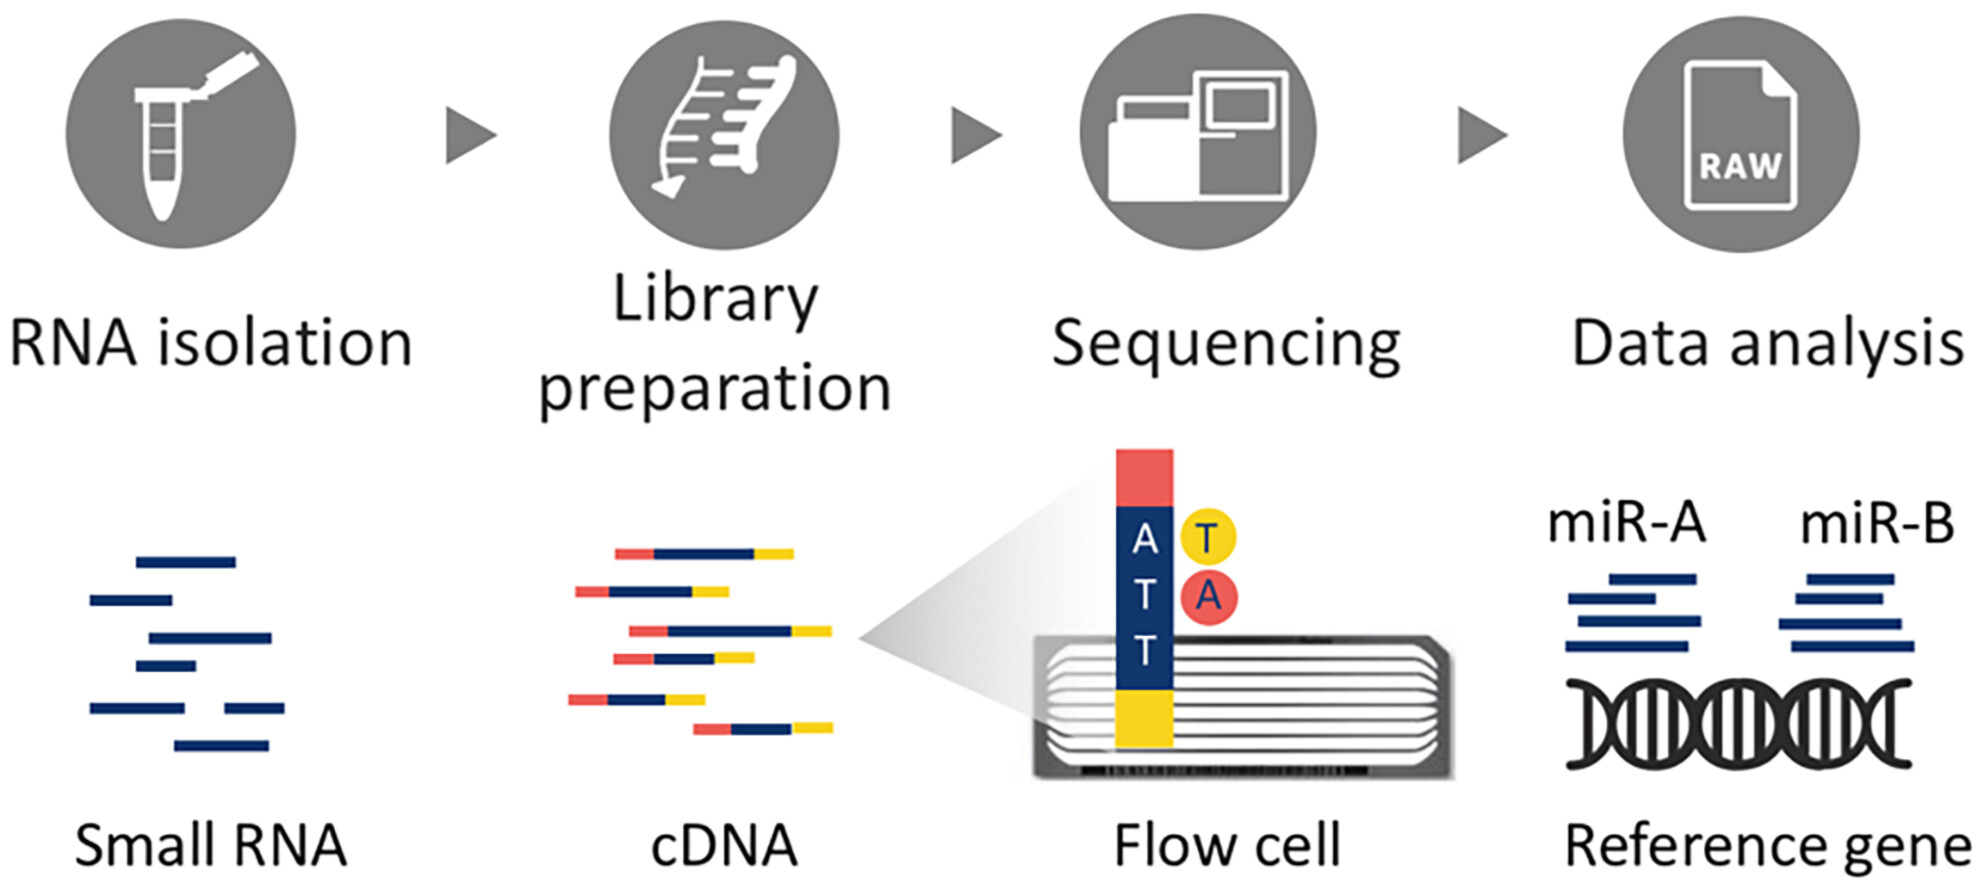 RAW
RNA isolation
Library
preparation
Sequencing
Data analysis
A T
T A
T
miR-A
miR-B
Small RNA
cDNA
Flow cell
Reference gene